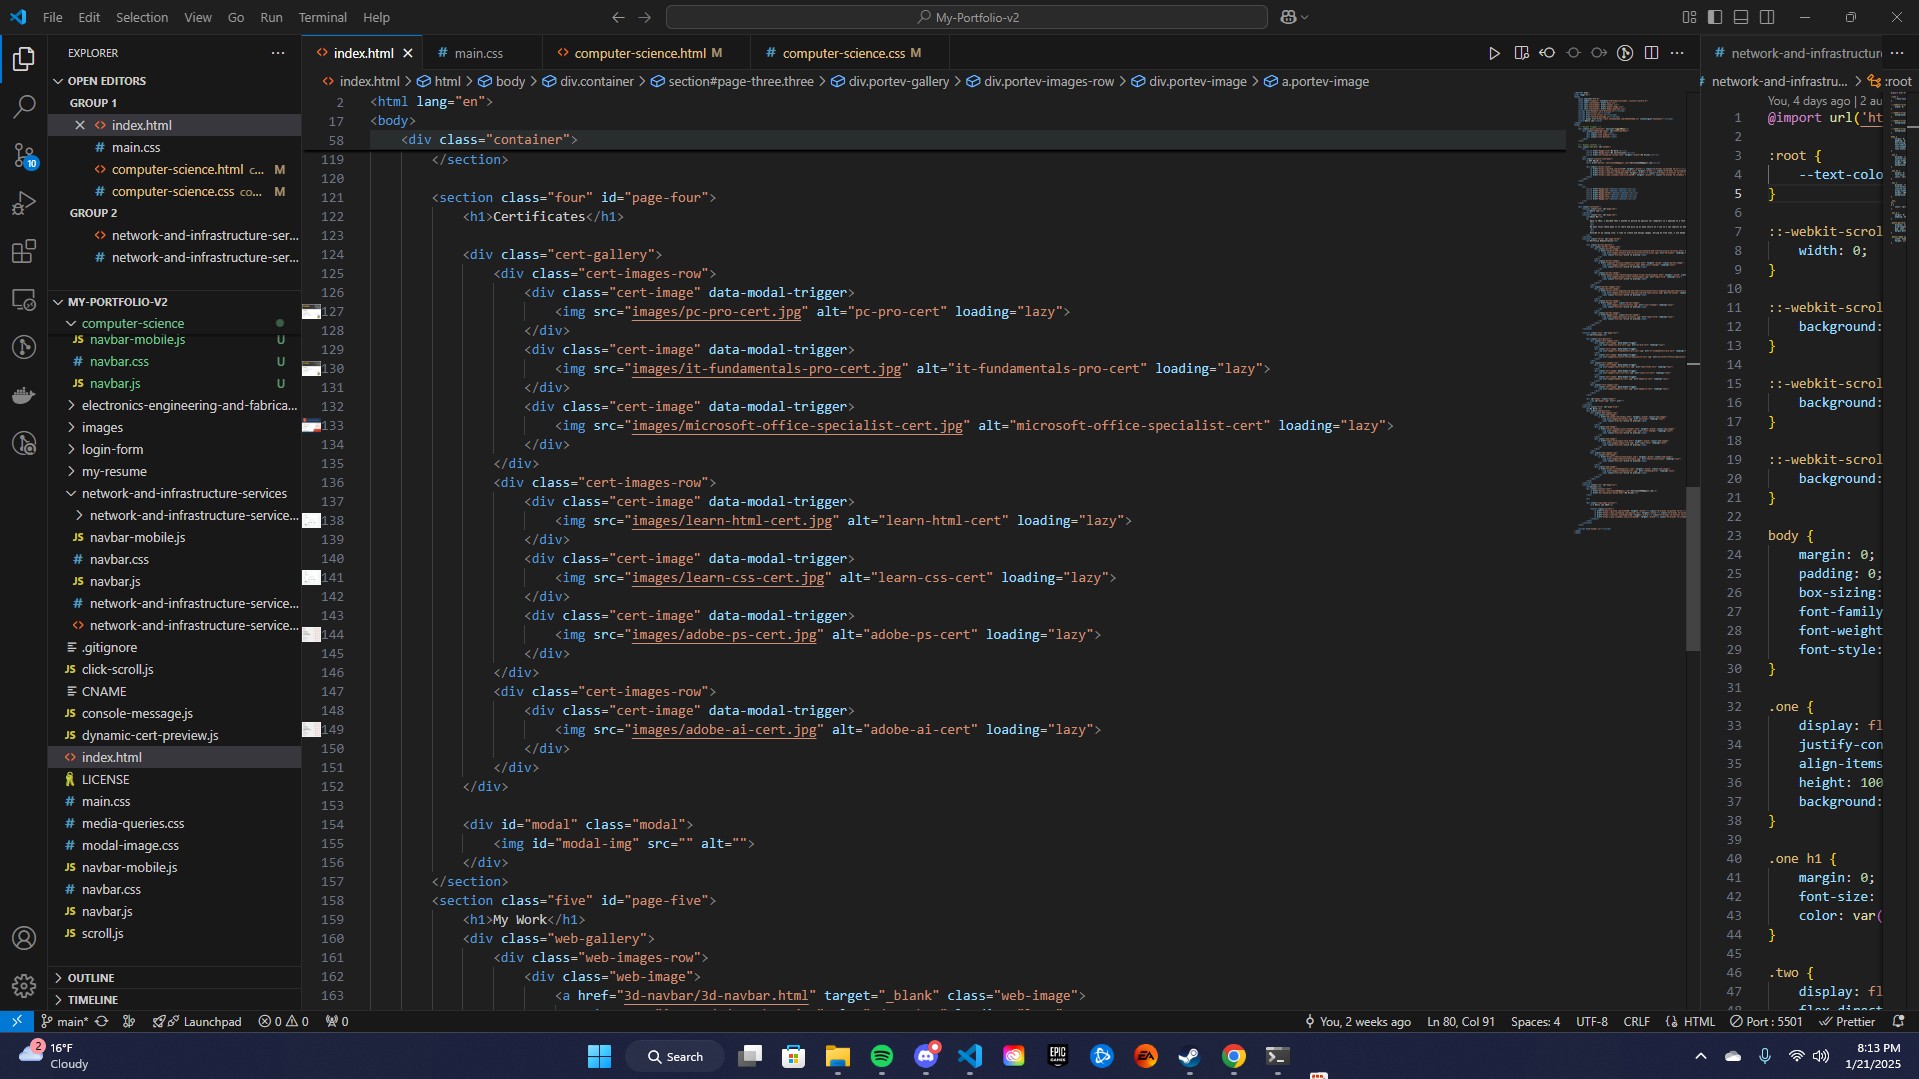 File Edit Selection View Go Run Terminal Help
My-Portfolio-v2
EXPLORER
OPEN EDITORS
GROUP 1
index.html
main.css
computer-science.html c... M
computer-science.css co... M
GROUP 2
network-and-infrastructure-ser...
network-and-infrastructure-ser...
MY-PORTFOLIO-V2
computer-science
navbar-mobile.js U
navbar.css U
navbar.js U
electronics-engineering-and-fabrica...
images
login-form
my-resume
network-and-infrastructure-services
network-and-infrastructure-service...
navbar-mobile.js
navbar.css
navbar.js
network-and-infrastructure-service...
network-and-infrastructure-service...
.gitignore
click-scroll.js
CNAME
console-message.js
dynamic-cert-preview.js
index.html
LICENSE
main.css
media-queries.css
modal-image.css
navbar-mobile.js
navbar.css
navbar.js
scroll.js
OUTLINE
TIMELINE
10
index.html main.css computer-science.html M computer-science.css M
index.html > html > body > div.container > section#page-three.three > div.portev-gallery > div.portev-images-row > div.portev-image > a.portev-image
2 <html lang="en">
17 <body>
58 <div class="container">
119 </section>
120
121 <section class="four" id="page-four">
122 <h1>Certificates</h1>
123
124 <div class="cert-gallery">
125 <div class="cert-images-row">
126 <div class="cert-image" data-modal-trigger>
127 <img src="images/pc-pro-cert.jpg" alt="pc-pro-cert" loading="lazy">
128 </div>
129 <div class="cert-image" data-modal-trigger>
130 <img src="images/it-fundamentals-pro-cert.jpg" alt="it-fundamentals-pro-cert" loading="lazy">
131 </div>
132 <div class="cert-image" data-modal-trigger>
133 <img src="images/microsoft-office-specialist-cert.jpg" alt="microsoft-office-specialist-cert" loading="lazy">
134 </div>
135 </div>
136 <div class="cert-images-row">
137 <div class="cert-image" data-modal-trigger>
138 <img src="images/learn-html-cert.jpg" alt="learn-html-cert" loading="lazy">
139 </div>
140 <div class="cert-image" data-modal-trigger>
141 <img src="images/learn-css-cert.jpg" alt="learn-css-cert" loading="lazy">
142 </div>
143 <div class="cert-image" data-modal-trigger>
144 <img src="images/adobe-ps-cert.jpg" alt="adobe-ps-cert" loading="lazy">
145 </div>
146 </div>
147 <div class="cert-images-row">
148 <div class="cert-image" data-modal-trigger>
149 <img src="images/adobe-ai-cert.jpg" alt="adobe-ai-cert" loading="lazy">
150 </div>
151 </div>
152 </div>
153
154 <div id="modal" class="modal">
155 <img id="modal-img" src="" alt="">
156 </div>
157 </section>
158 <section class="five" id="page-five">
159 <h1>My Work</h1>
160 <div class="web-gallery">
161 <div class="web-images-row">
162 <div class="web-image">
163 <a href="3d-navbar/3d-navbar.html" target="_blank" class="web-image">
network-and-infrastructur
network-and-infrastru... > :root
You, 4 days ago | 2 au
1 @import url('ht
2
3 :root {
4 --text-colo
5 }
6
7 ::-webkit-scrol
8 width: 0;
9 }
10
11 ::-webkit-scrol
12 background:
13 }
14
15 ::-webkit-scrol
16 background:
17 }
18
19 ::-webkit-scrol
20 background:
21 }
22
23 body {
24 margin: 0;
25 padding: 0;
26 box-sizing:
27 font-family
28 font-weight
29 font-style:
30 }
31
32 .one {
33 display: fl
34 justify-con
35 align-items
36 height: 100
37 background:
38 }
39
40 .one h1 {
41 margin: 0;
42 font-size:
43 color: var(
44 }
45
46 .two {
47 display: fl
main* Launchpad 0 0 0 You, 2 weeks ago Ln 80, Col 91 Spaces: 4 UTF-8 CRLF HTML Port : 5501 Prettier
2
16°F
Cloudy
Search
EPIC GAMES
EA
8:13 PM
1/21/2025